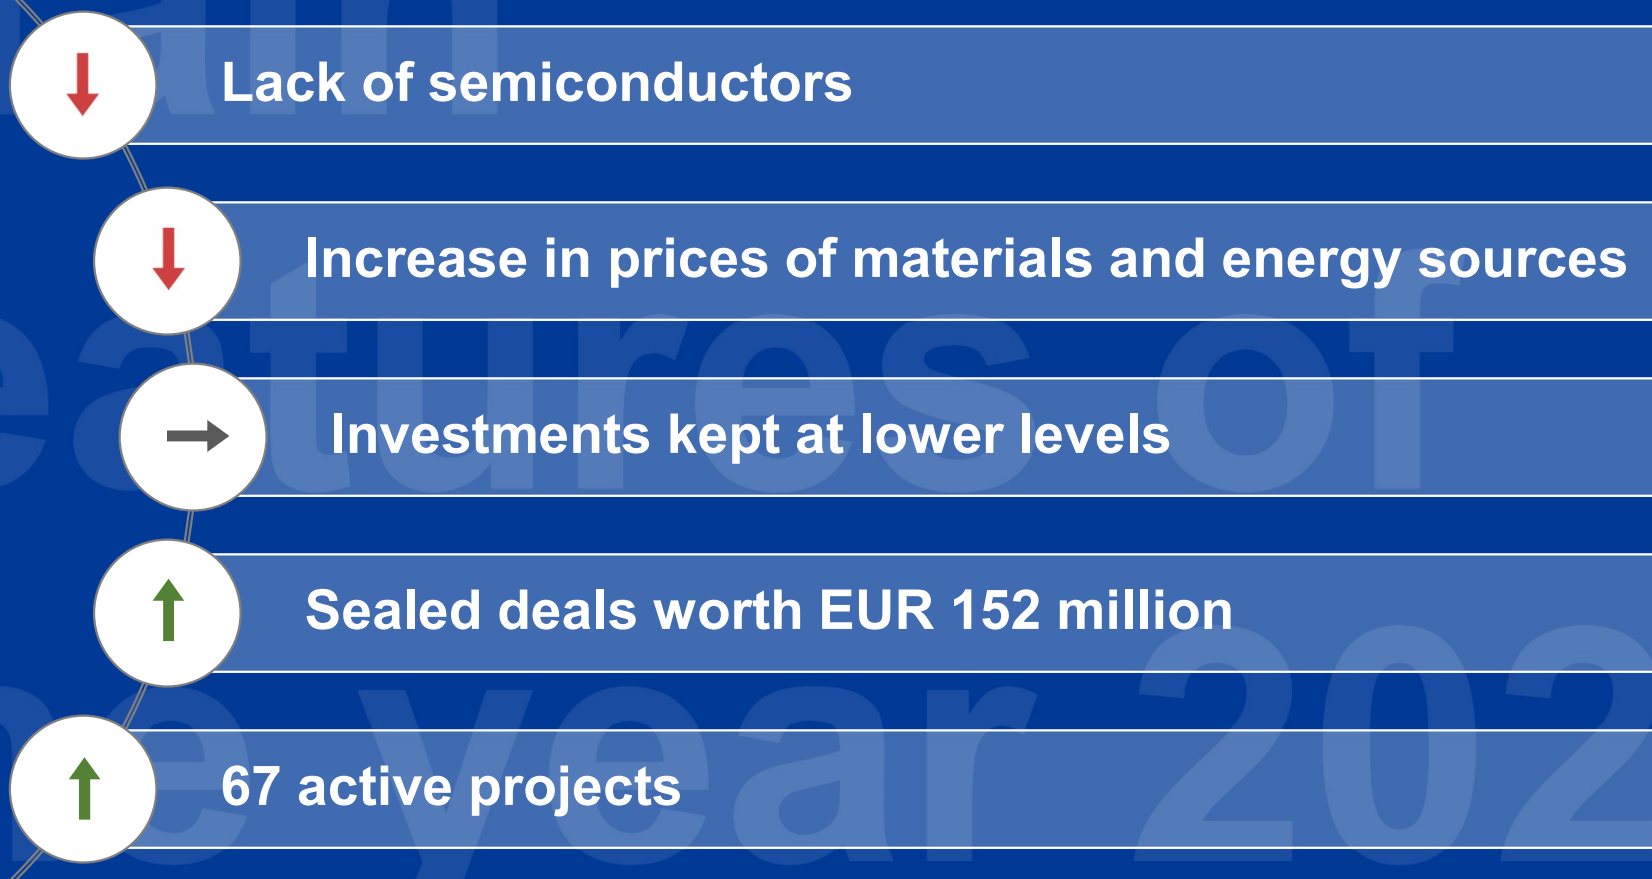 Lack of semiconductors
Increase in prices of materials and energy sources
Investments kept at lower levels
Sealed deals worth EUR 152 million
67 active projects